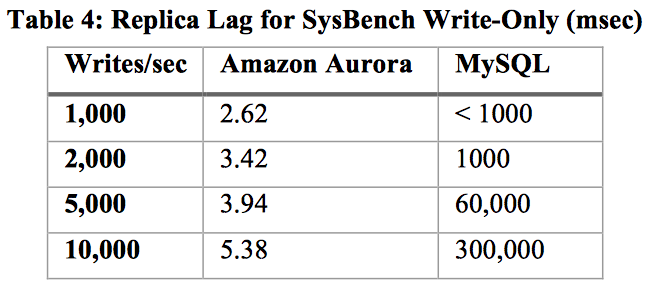 Table 4: Replica Lag for SysBench Write-Only (msec)
Writes/sec Amazon Aurora MySQL
1,000 2.62 < 1000
2,000 3.42 1000
5,000 3.94 60,000
10,000 5.38 300,000